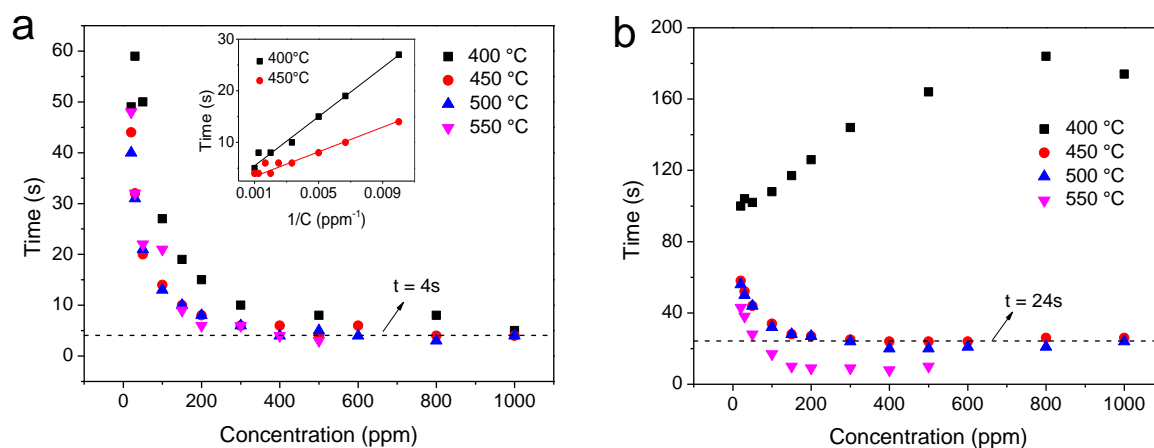 a
60
50
40
30
20
10
0
Time (s)
0
200
400
600
800
1000
Concentration (ppm)
400 °C
450 °C
500 °C
550 °C
t = 4s
30
20
10
Time (s)
400°C
450°C
0.001
0.005
0.009
1/C (ppm⁻¹)
b
200
160
120
80
40
0
Time (s)
0
200
400
600
800
1000
Concentration (ppm)
400 °C
450 °C
500 °C
550 °C
t = 24s